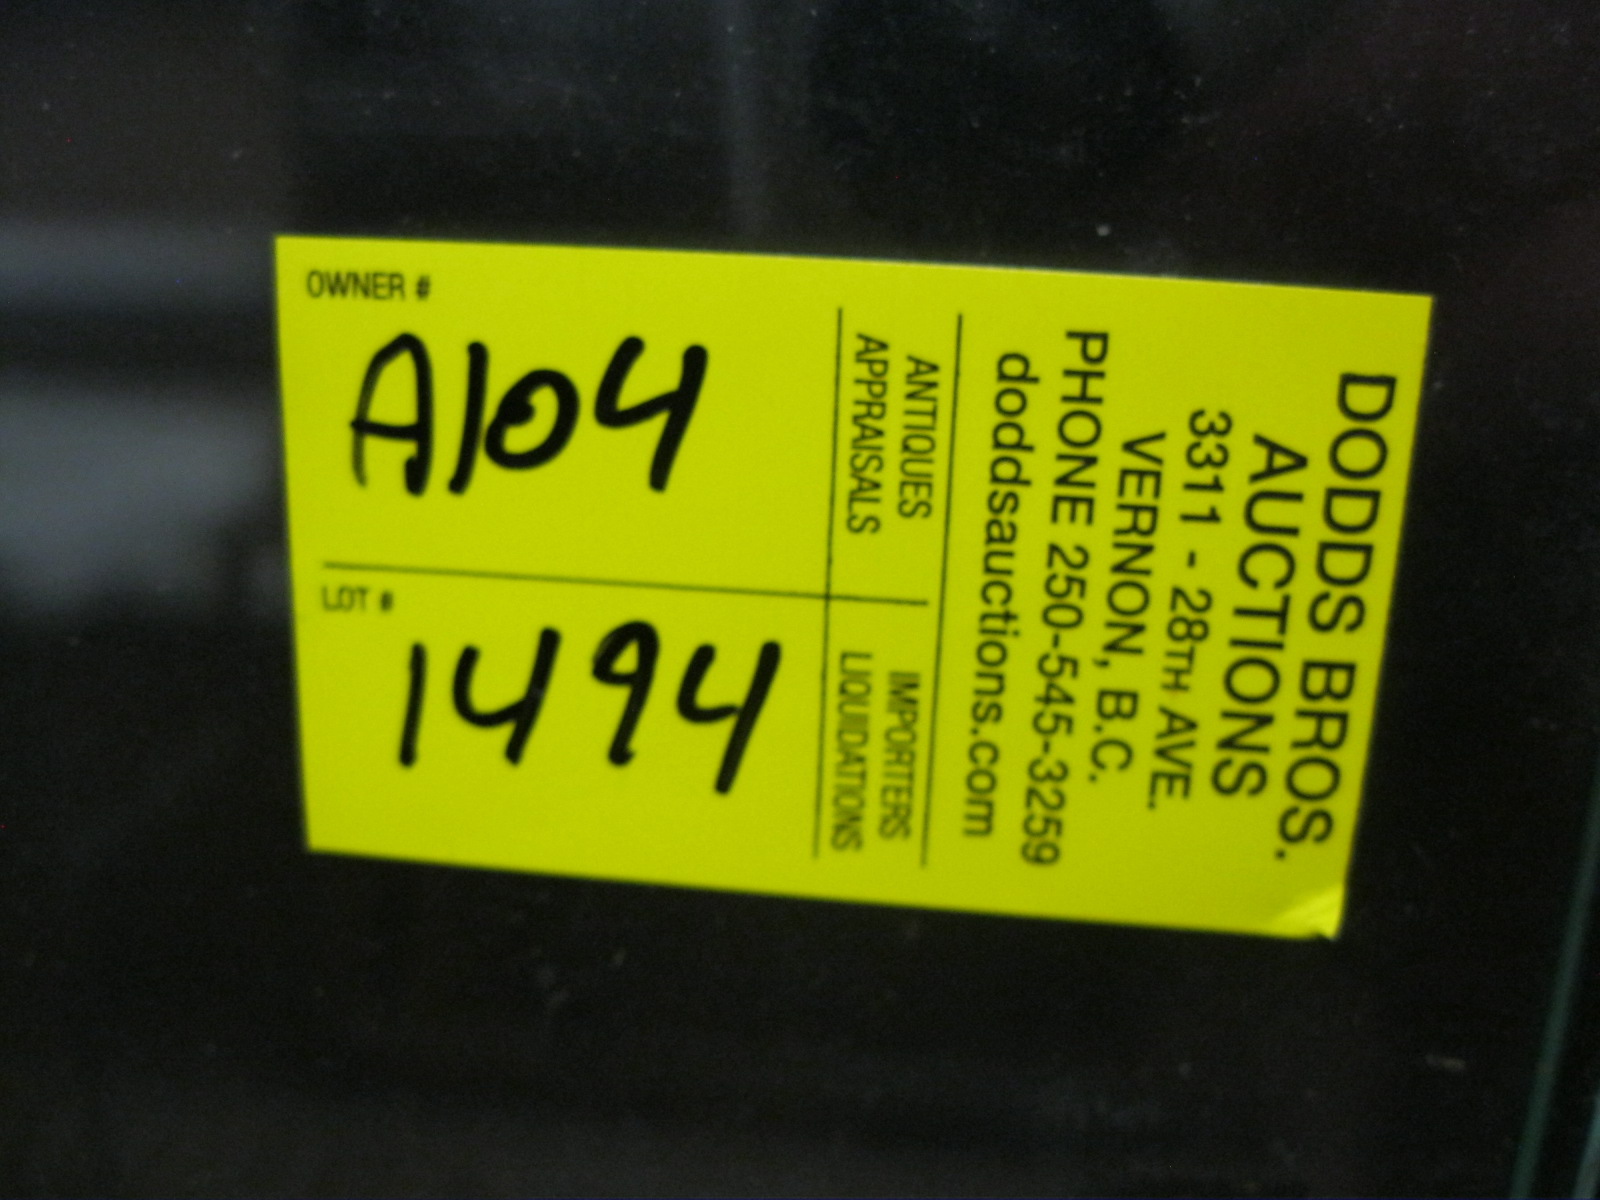 OWNER #
A104
LOT #
1494
DODDS BROS.
AUCTIONS
3311 - 28TH AVE.
VERNON, B.C.
PHONE 250-545-3259
doddsauctions.com
ANTIQUES
APPRAISALS
IMPORTERS
LIQUIDATIONS